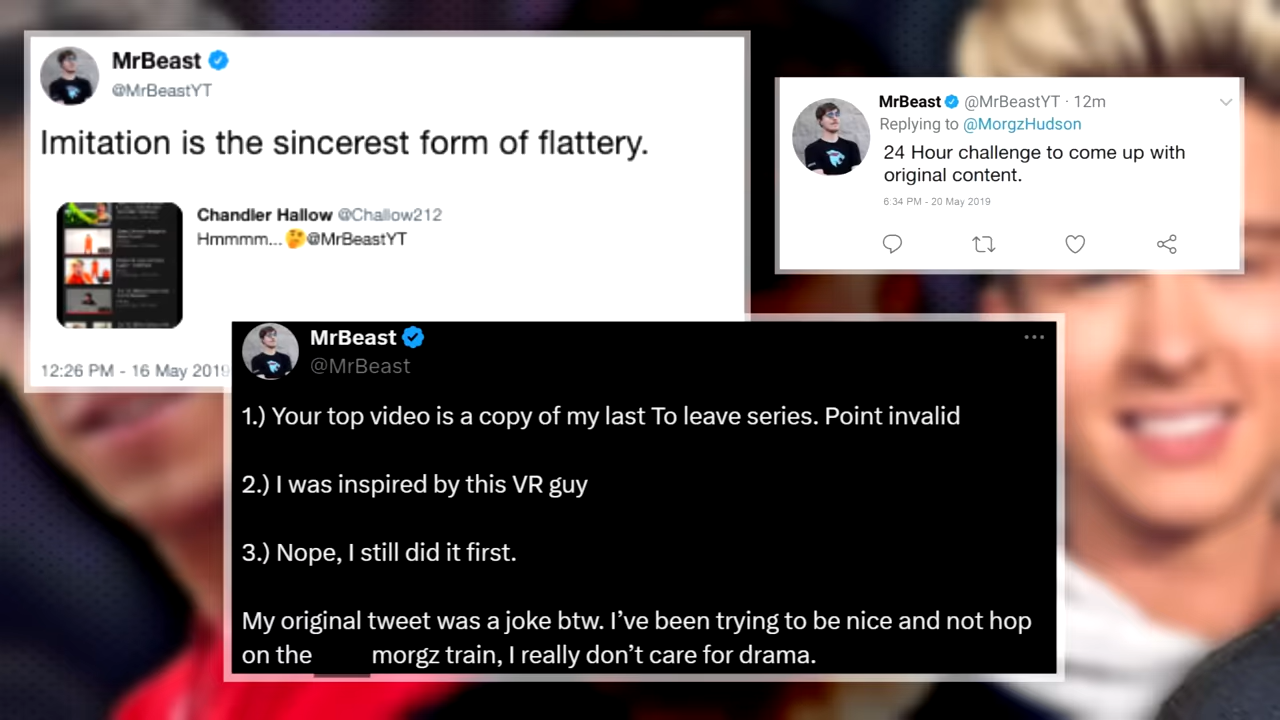 MrBeast
@MrBeastYT
Imitation is the sincerest form of flattery.
Chandler Hallow @Challow212
Hmmmm... 🤔@MrBeastYT
12:26 PM - 16 May 2019
MrBeast @MrBeastYT · 12m
Replying to @MorgzHudson
24 Hour challenge to come up with
original content.
6:34 PM - 20 May 2019
MrBeast
@MrBeast
1.) Your top video is a copy of my last To leave series. Point invalid
2.) I was inspired by this VR guy
3.) Nope, I still did it first.
My original tweet was a joke btw. I’ve been trying to be nice and not hop
on the morgz train, I really don’t care for drama.